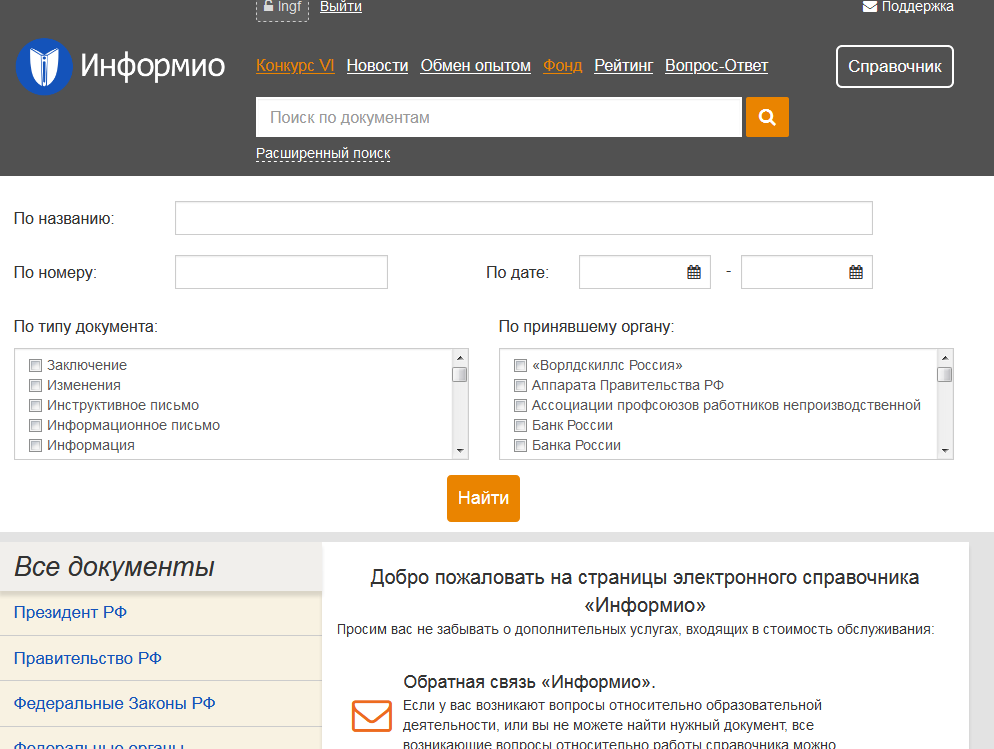 lngf Выйти Поддержка
Информио
Конкурс VI Новости Обмен опытом Фонд Рейтинг Вопрос-Ответ Справочник
Поиск по документам
Расширенный поиск
По названию:
По номеру: По дате: -
По типу документа: По принявшему органу:
Заключение
Изменения
Инструктивное письмо
Информационное письмо
Информация
«Ворлдскиллс Россия»
Аппарата Правительства РФ
Ассоциации профсоюзов работников непроизводственной
Банк России
Банка России
Найти
Все документы
Президент РФ
Правительство РФ
Федеральные Законы РФ
Федеральные органы
Добро пожаловать на страницы электронного справочника
«Информио»
Просим вас не забывать о дополнительных услугах, входящих в стоимость обслуживания:
Обратная связь «Информио».
Если у вас возникают вопросы относительно образовательной
деятельности, или вы не можете найти нужный документ, все
возникающие вопросы относительно работы справочника можно